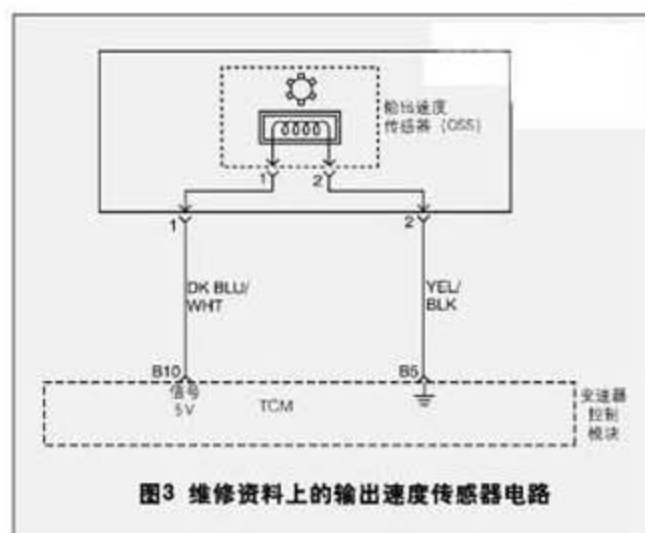 输出速度
传感器 (OSS)
1 2
1 2
DK BLU/
WHT
YEL/
BLK
B10 B5
信号
5V
TCM
变速器
控制
模块
图3 维修资料上的输出速度传感器电路